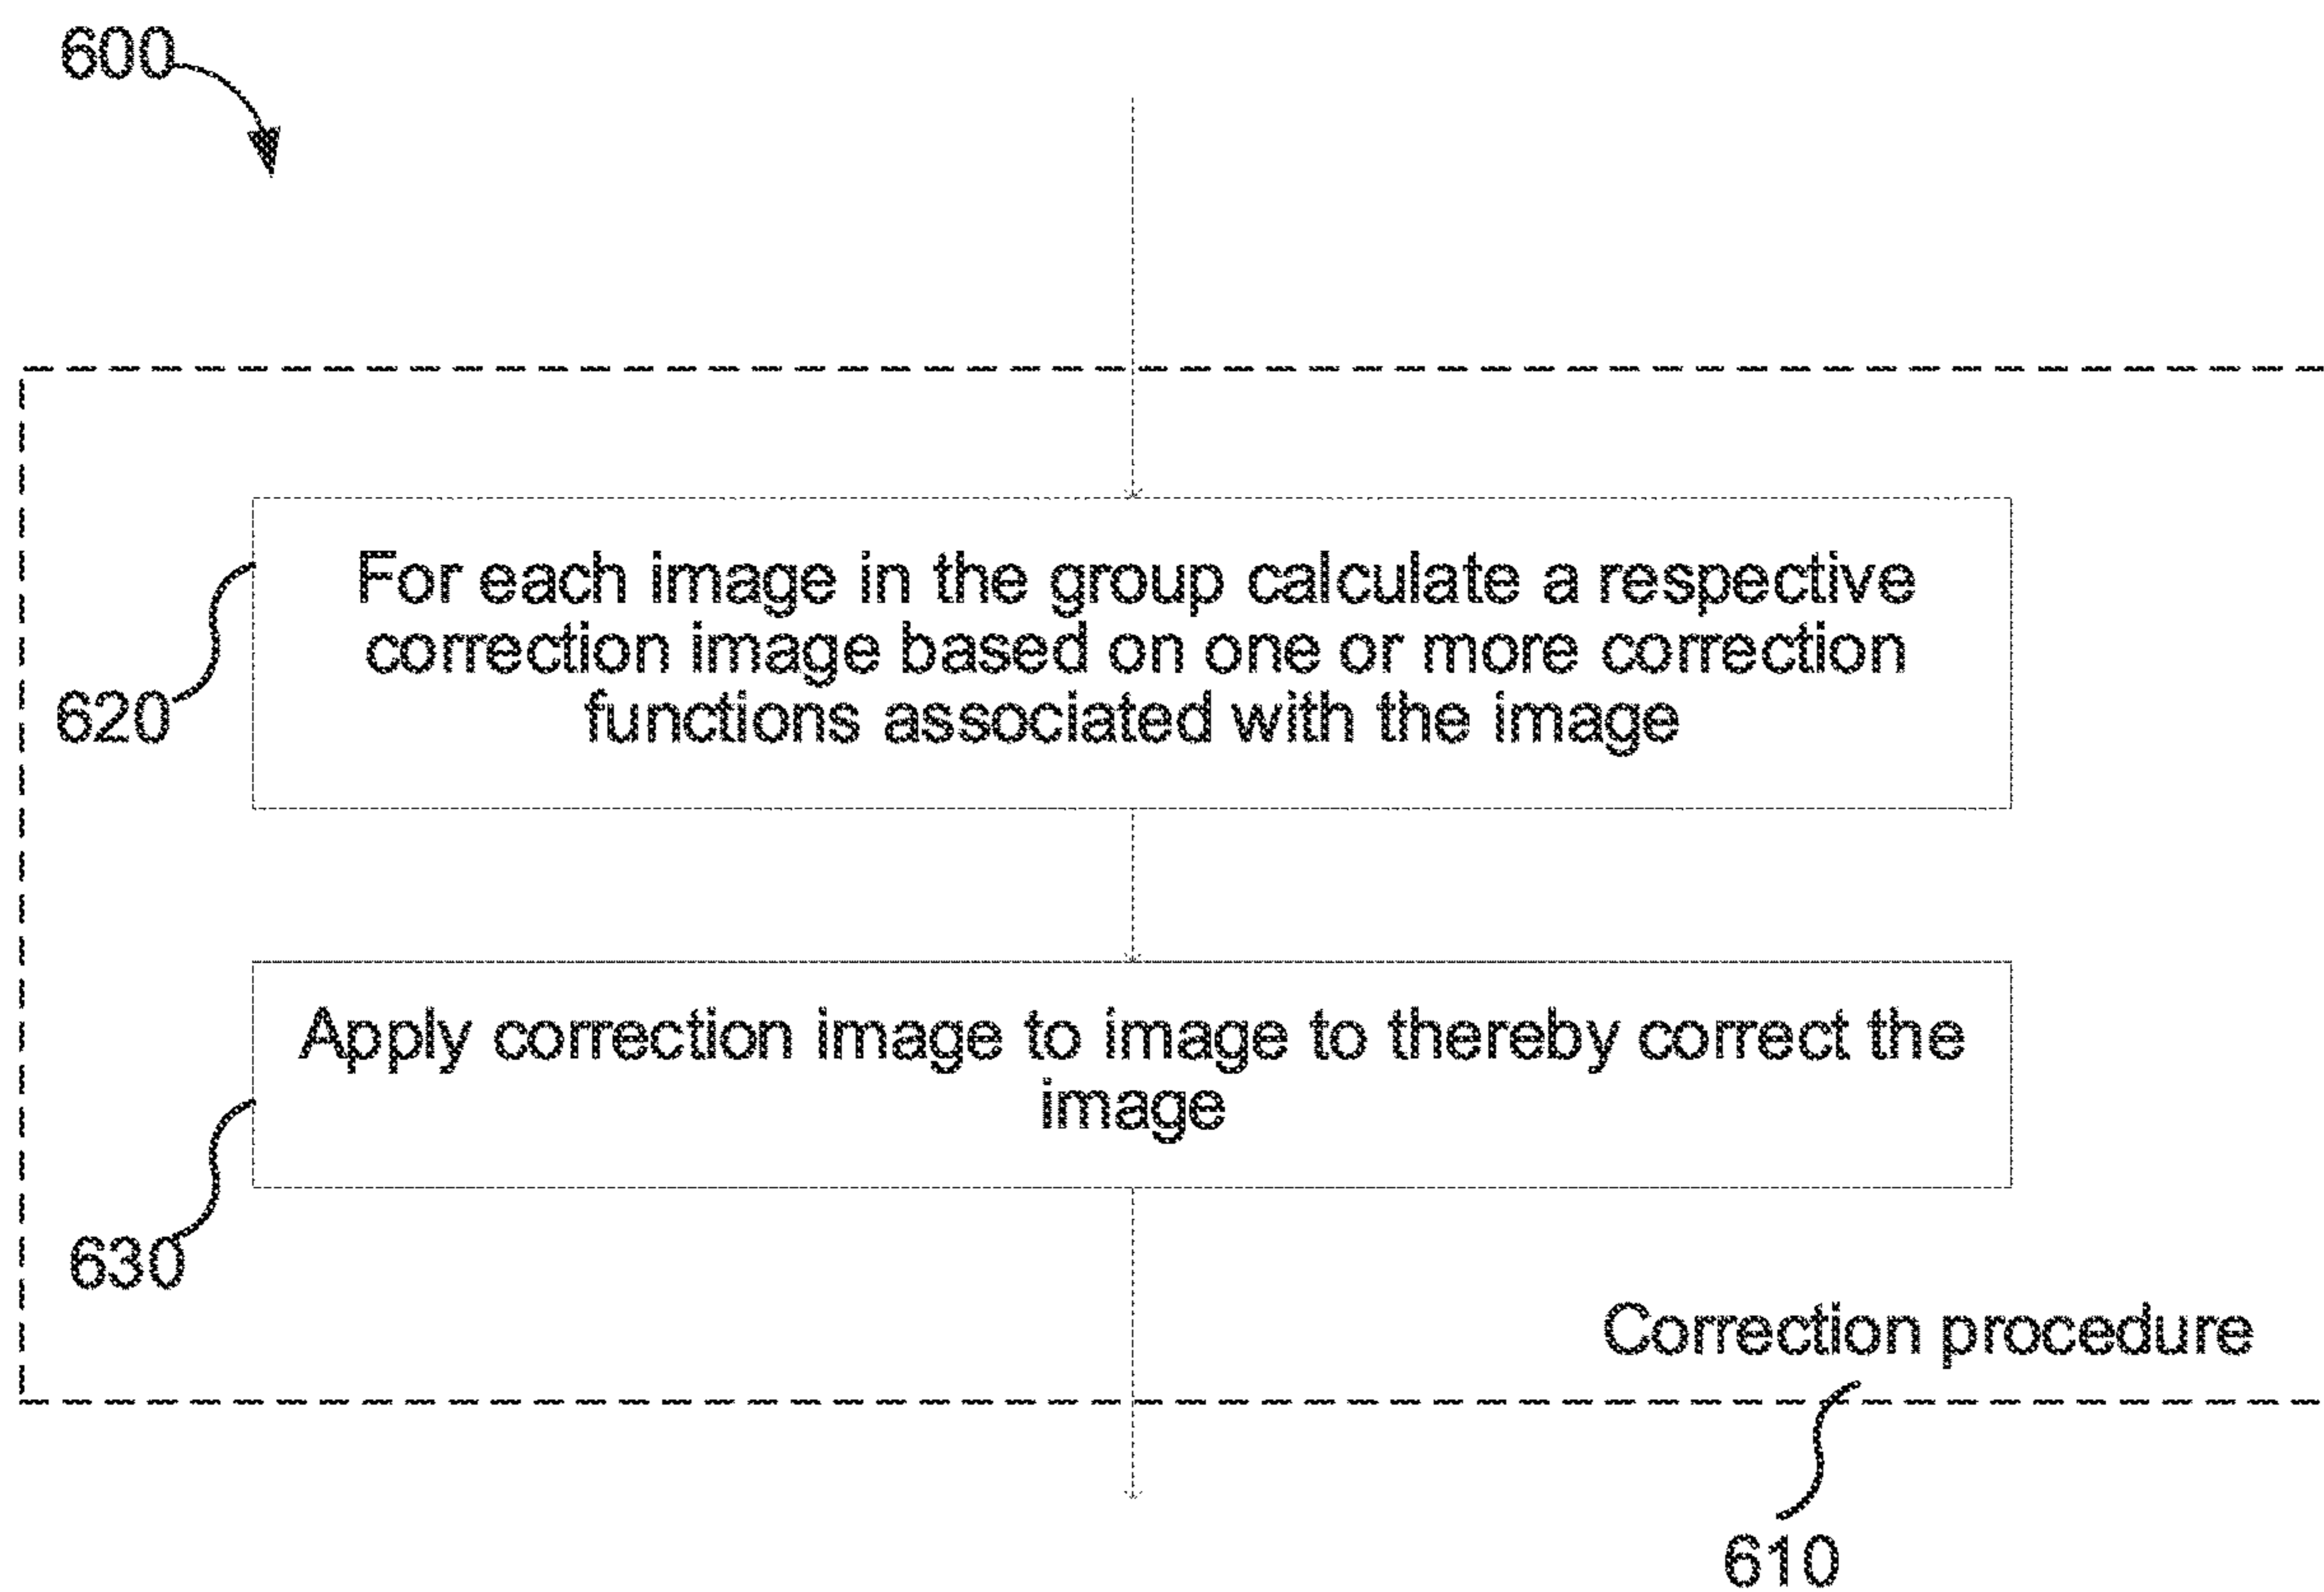 600
For each image in the group calculate a respective
correction image based on one or more correction
functions associated with the image
620
Apply correction image to image to thereby correct the
image
630
Correction procedure
610